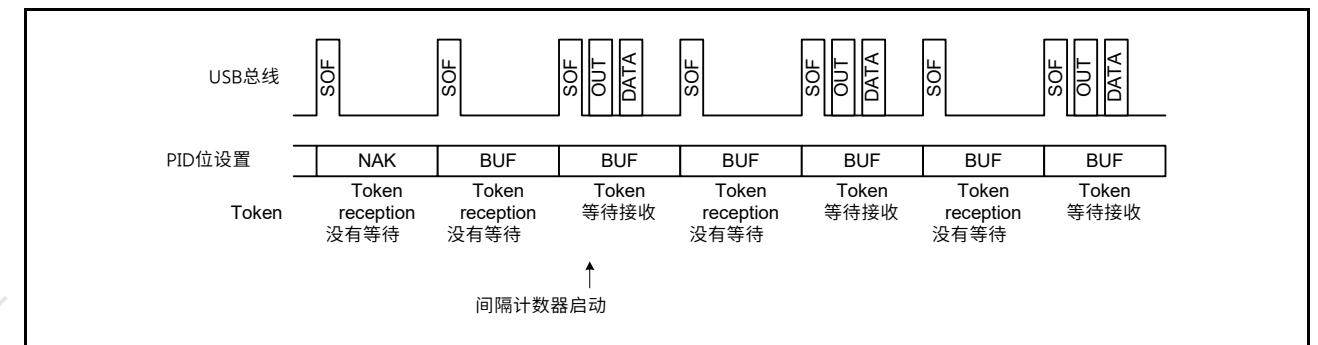 USB总线
SOF SOF SOF OUT DATA SOF SOF OUT DATA SOF SOF OUT DATA
PID位设置 NAK BUF BUF BUF BUF BUF BUF
Token Token Token Token Token Token Token
Token reception reception 等待接收 reception 等待接收 reception 等待接收
没有等待 没有等待 没有等待 没有等待
间隔计数器启动